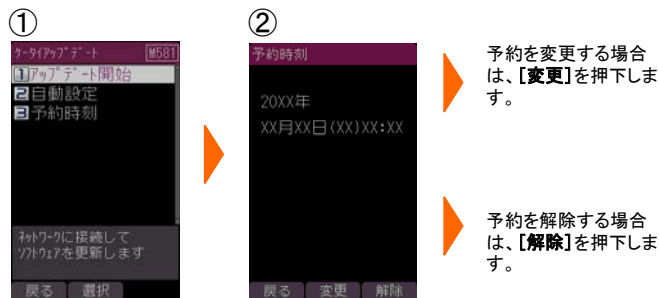 ①
ケータイアップデート M581
1アップデート開始
2自動設定
3予約時刻
ネットワークに接続して
ソフトウェアを更新します
戻る 選択
②
予約時刻
20XX年
XX月XX日(XX)XX:XX
戻る 変更 解除
予約を変更する場合
は、[変更]を押下しま
す。
予約を解除する場合
は、[解除]を押下しま
す。